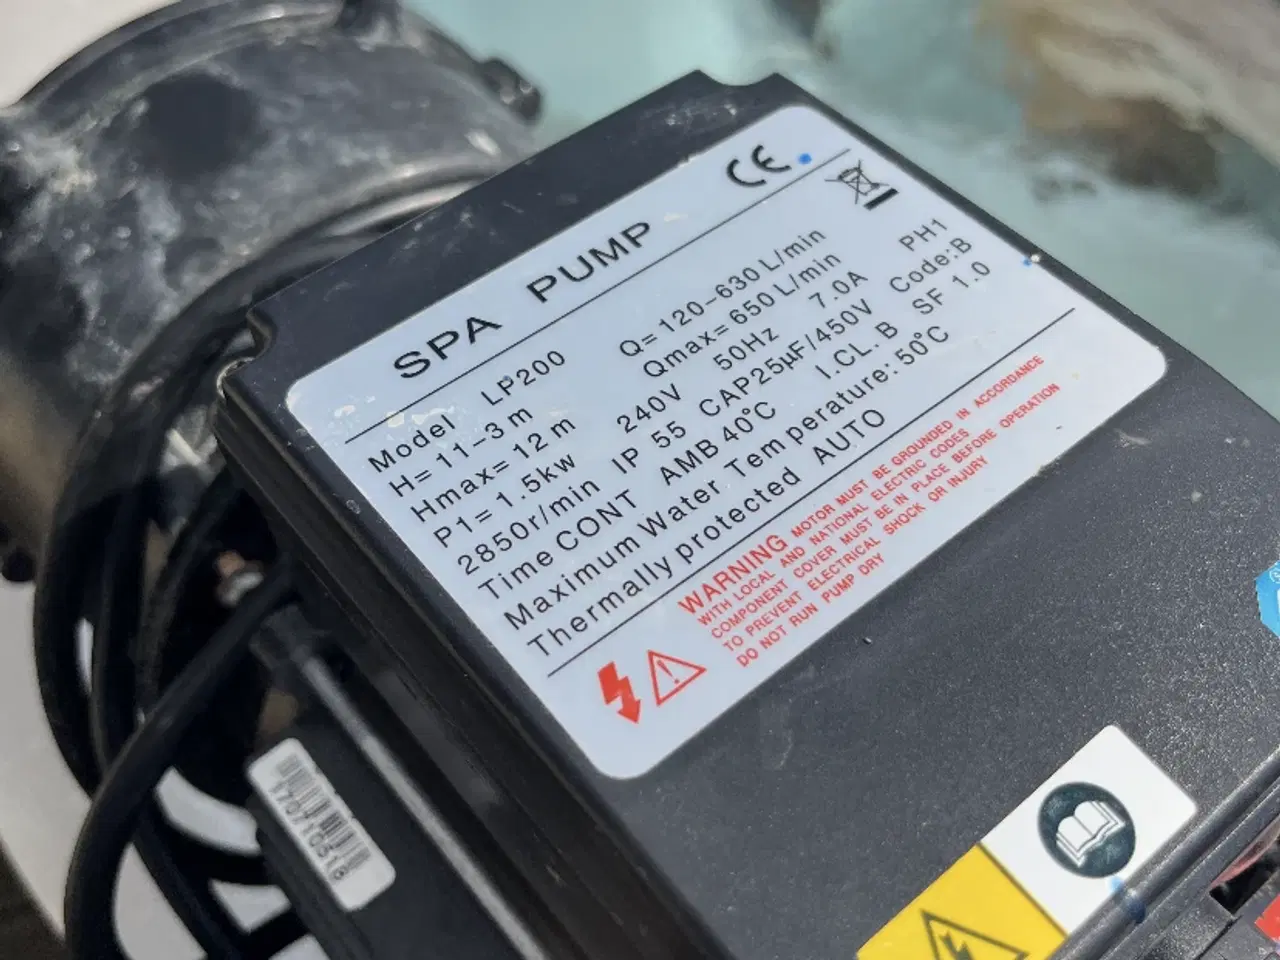 CE
SPA PUMP
Model LP200 Q=120-630 L/min
H=11-3 m Qmax=650 L/min
Hmax=12 m 240V 50Hz 7.0A PH1
P1=1.5kw IP 55 CAP25µF/450V Code:B
2850r/min AMB 40°C I.CL.B SF 1.0
Time CONT
Maximum Water Temperature:50°C
Thermally protected AUTO
WARNING MOTOR MUST BE GROUNDED IN ACCORDANCE
WITH LOCAL AND NATIONAL ELECTRIC CODES
COMPONENT COVER MUST BE IN PLACE BEFORE OPERATION
TO PREVENT ELECTRICAL SHOCK OR INJURY
DO NOT RUN PUMP DRY